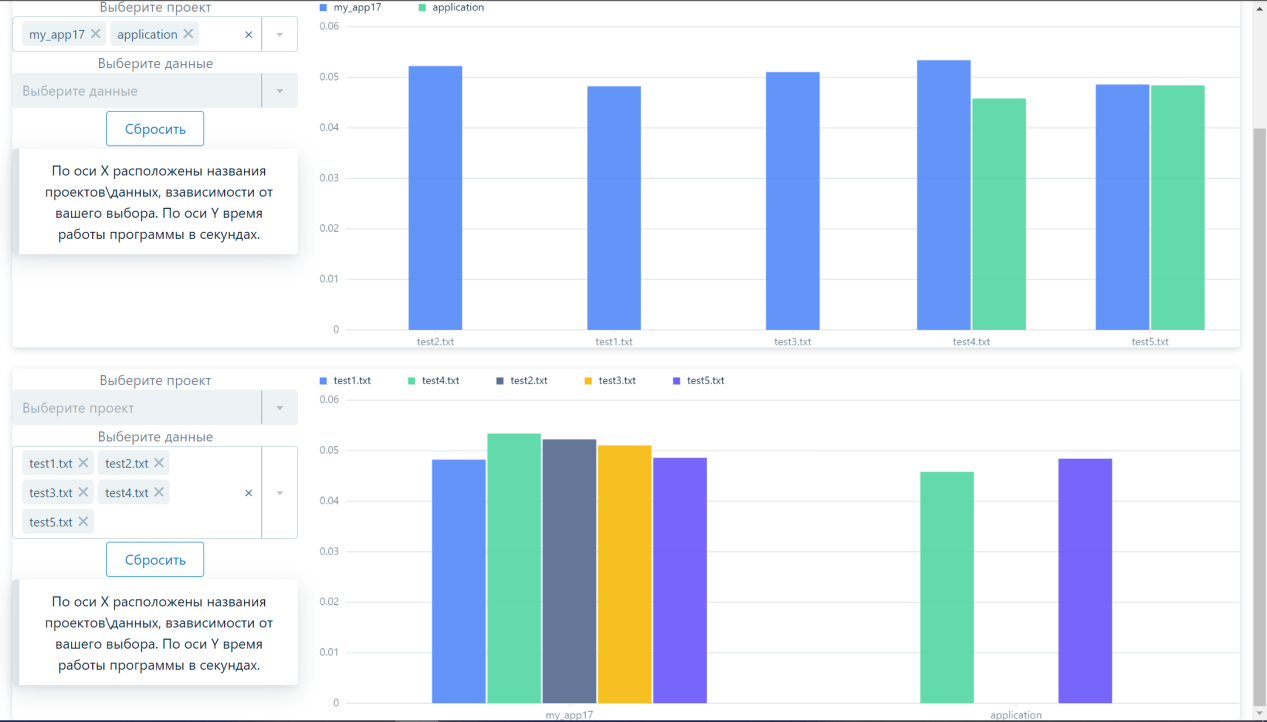 Выберите проект
my_app17 application
Выберите данные
Выберите данные
Сбросить
По оси X расположены названия
проектов\данных, взависимости от
вашего выбора. По оси Y время
работы программы в секундах.
my_app17 application
0.06
0.05
0.04
0.03
0.02
0.01
0
test2.txt test1.txt test3.txt test4.txt test5.txt
Выберите проект
Выберите проект
Выберите данные
test1.txt test2.txt
test3.txt test4.txt
test5.txt
Сбросить
По оси X расположены названия
проектов\данных, взависимости от
вашего выбора. По оси Y время
работы программы в секундах.
test1.txt test4.txt test2.txt test3.txt test5.txt
0.06
0.05
0.04
0.03
0.02
0.01
0
my_app17 application